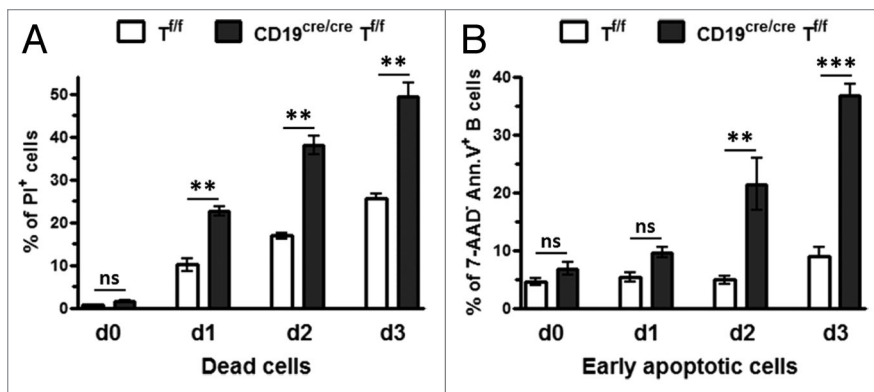 A
T^f/f CD19^cre/cre T^f/f
% of PI⁺ cells
50
40
30
20
10
0
ns
**
**
**
d0 d1 d2 d3
Dead cells
B
T^f/f CD19^cre/cre T^f/f
% of 7-AAD⁻ Ann.V⁺ B cells
40
30
20
10
0
ns
ns
**
***
d0 d1 d2 d3
Early apoptotic cells